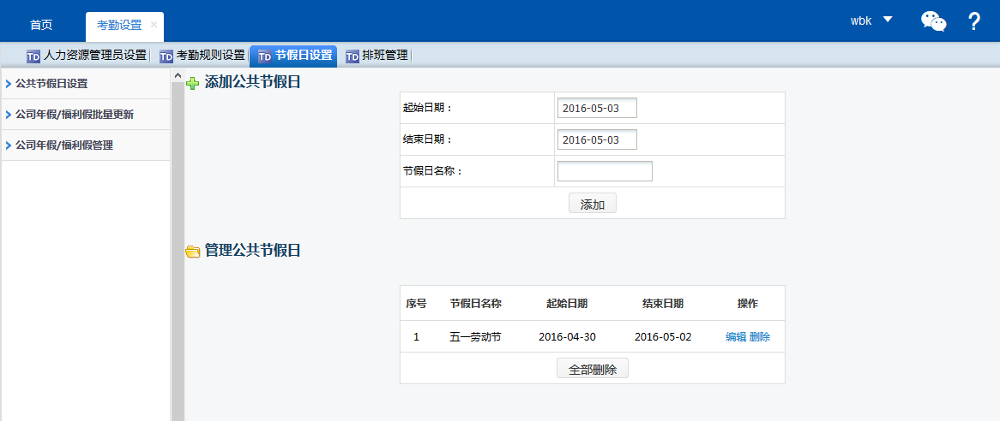 首页 考勤设置 × wbk ?
TD 人力资源管理员设置 TD 考勤规则设置 TD 节假日设置 TD 排班管理
公共节假日设置
公司年假/福利假批量更新
公司年假/福利假管理
添加公共节假日
起始日期： 2016-05-03
结束日期： 2016-05-03
节假日名称：
添加
管理公共节假日
序号 节假日名称 起始日期 结束日期 操作
1 五一劳动节 2016-04-30 2016-05-02 编辑 删除
全部删除